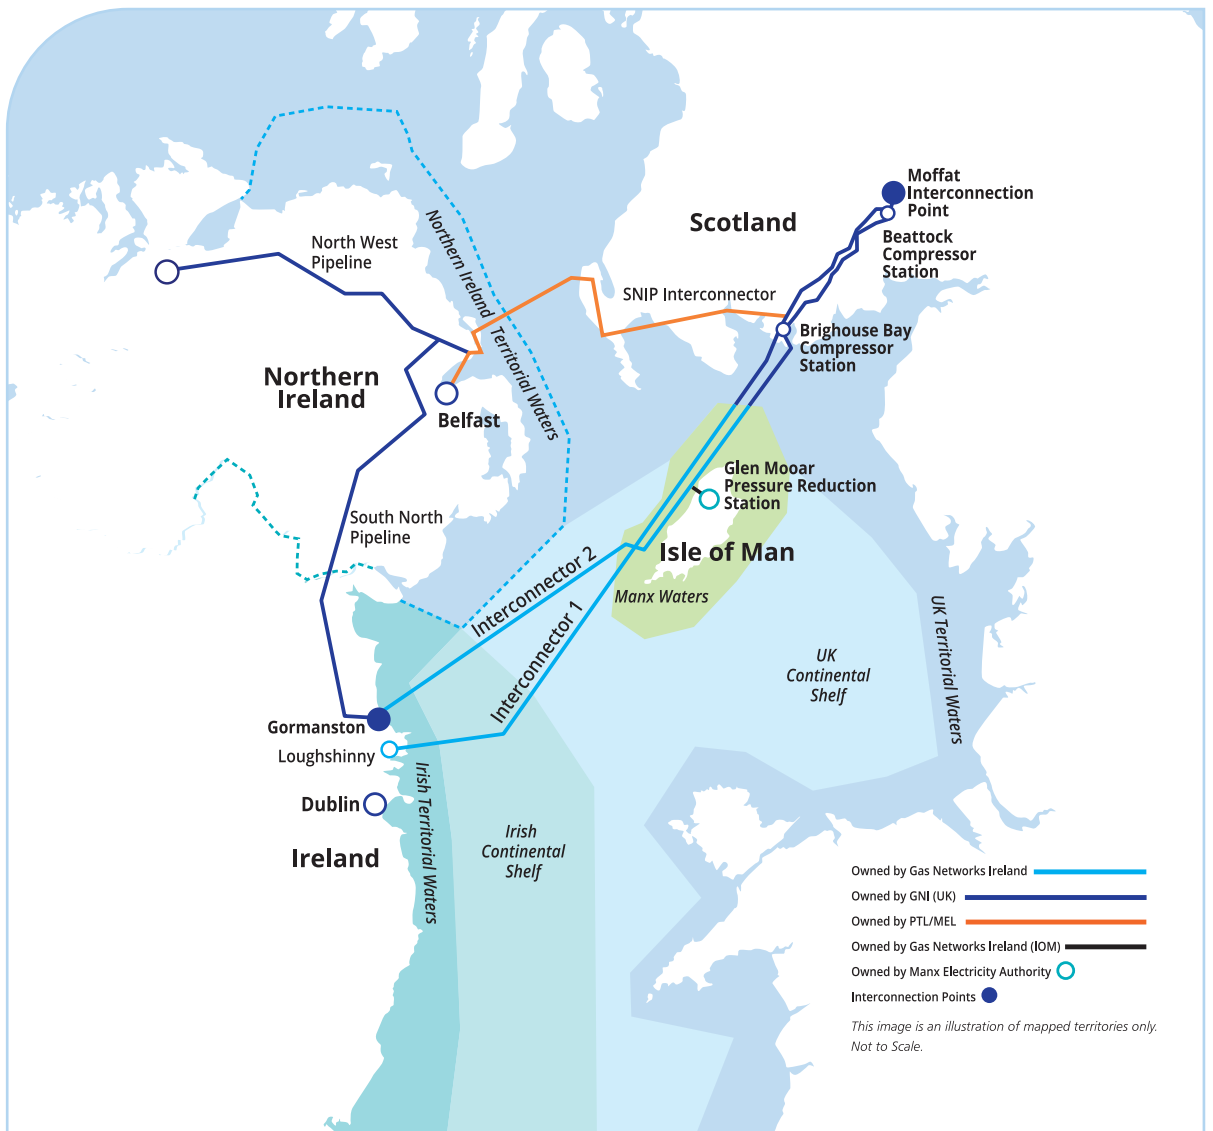 Moffat
Interconnection
Point
Scotland
Beattock
Compressor
Station
North West
Pipeline
Northern Ireland Territorial Waters
SNIP Interconnector
Brighouse Bay
Compressor
Station
Northern
Ireland
Belfast
Glen Mooar
Pressure Reduction
Station
South North
Pipeline
Isle of Man
Interconnector 2
Manx Waters
Interconnector 1
UK Territorial Waters
UK
Continental
Shelf
Gormanston
Loughshinny
Dublin
Irish Territorial Waters
Irish
Continental
Shelf
Ireland
Owned by Gas Networks Ireland
Owned by GNI (UK)
Owned by PTL/MEL
Owned by Gas Networks Ireland (IOM)
Owned by Manx Electricity Authority
Interconnection Points
This image is an illustration of mapped territories only.
Not to Scale.